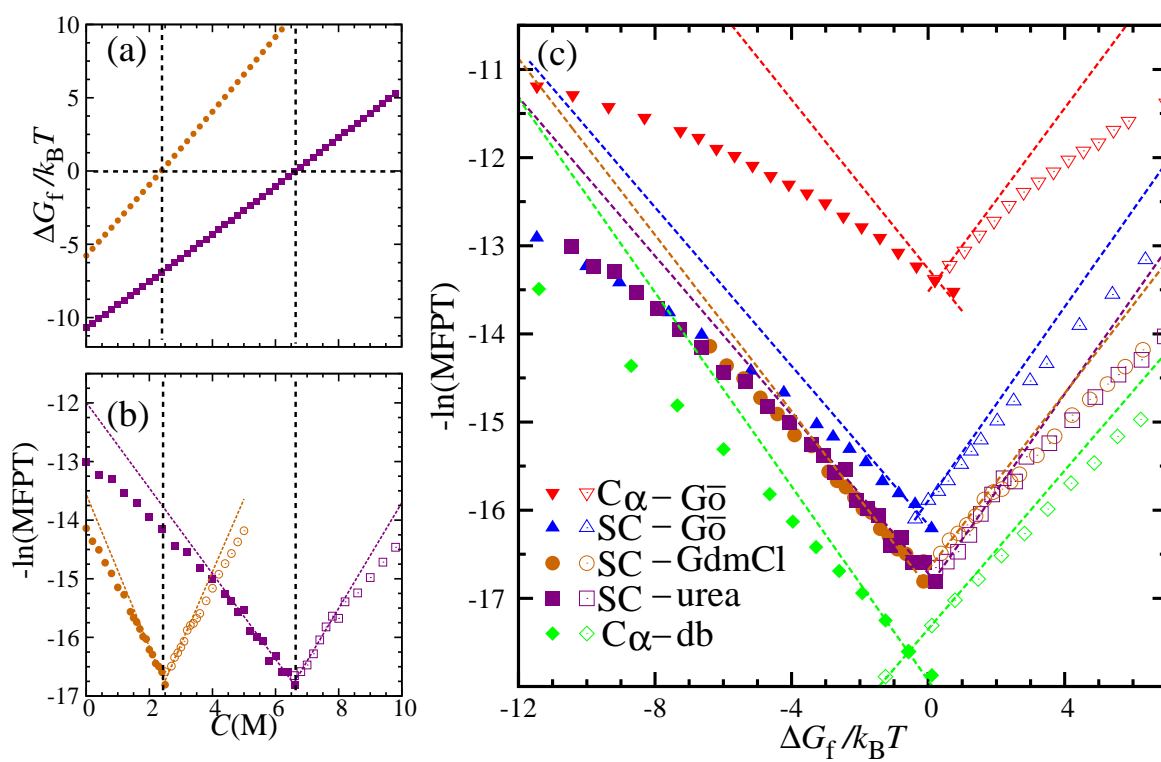 (a)
10
5
0
-5
-10
ΔG_f/k_BT
(b)
-12
-13
-14
-15
-16
-17
-ln(MFPT)
0 2 4 6 8 10
C(M)
(c)
-11
-12
-13
-14
-15
-16
-17
-ln(MFPT)
Cα – Gō
SC – Gō
SC – GdmCl
SC – urea
Cα – db
-12 -8 -4 0 4
ΔG_f/k_BT